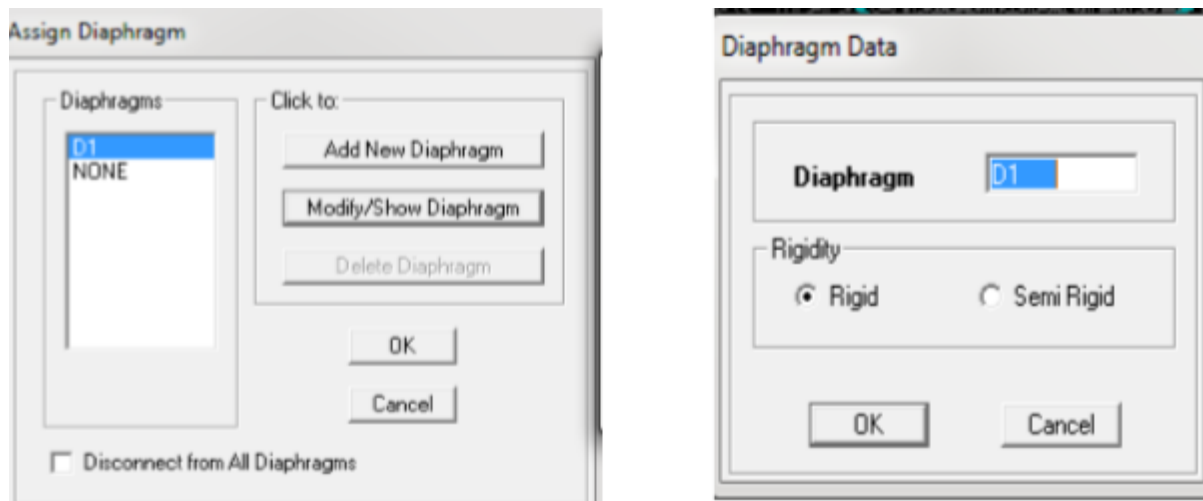 Assign Diaphragm
Diaphragms
D1
NONE
Click to:
Add New Diaphragm
Modify/Show Diaphragm
Delete Diaphragm
OK
Cancel
Disconnect from All Diaphragms
Diaphragm Data
Diaphragm D1
Rigidity
Rigid Semi Rigid
OK Cancel